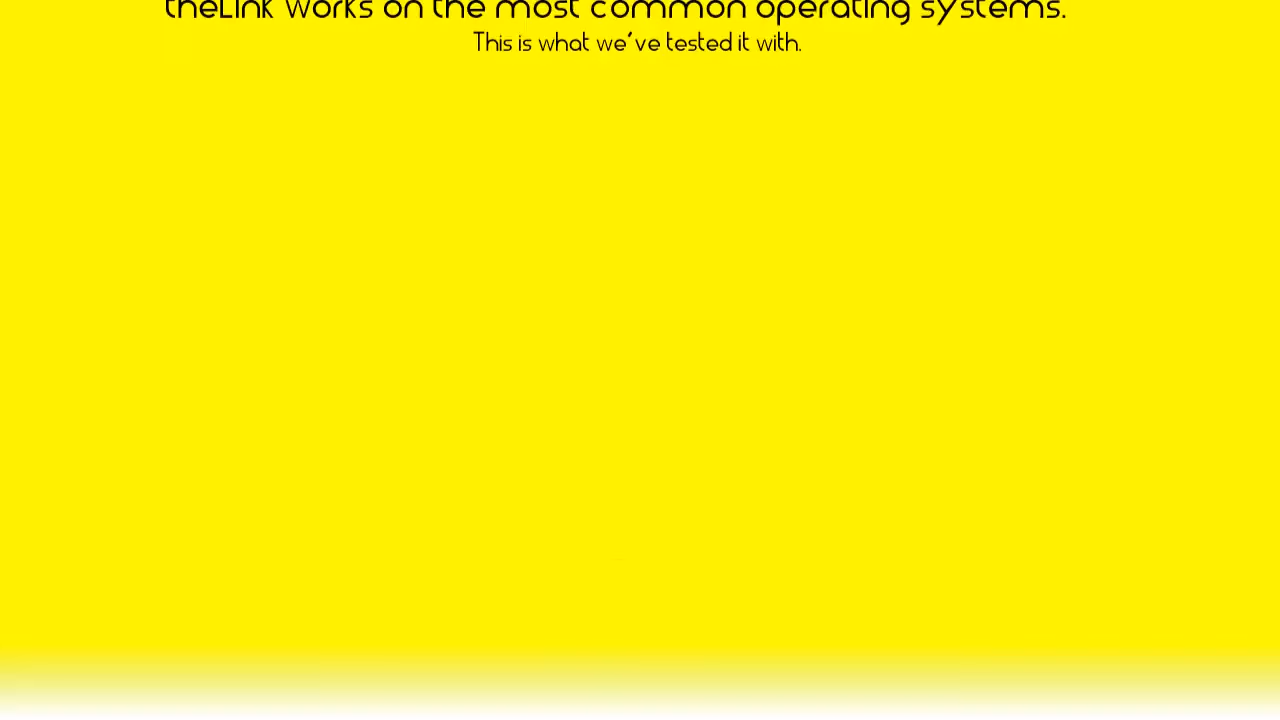 theLink works on the most common operating systems.
This is what we've tested it with.